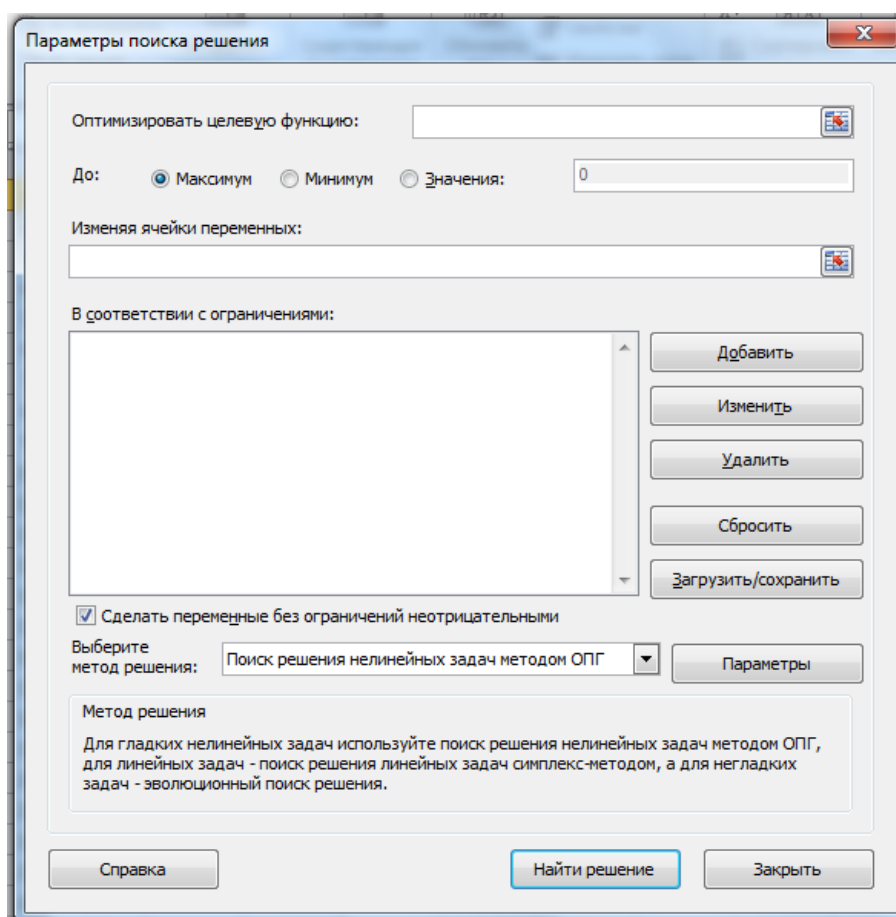 Параметры поиска решения
Оптимизировать целевую функцию:
До: Максимум Минимум Значения: 0
Изменяя ячейки переменных:
В соответствии с ограничениями:
Добавить
Изменить
Удалить
Сбросить
Загрузить/сохранить
Сделать переменные без ограничений неотрицательными
Выберите
метод решения: Поиск решения нелинейных задач методом ОПГ Параметры
Метод решения
Для гладких нелинейных задач используйте поиск решения нелинейных задач методом ОПГ,
для линейных задач - поиск решения линейных задач симплекс-методом, а для негладких
задач - эволюционный поиск решения.
Справка Найти решение Закрыть